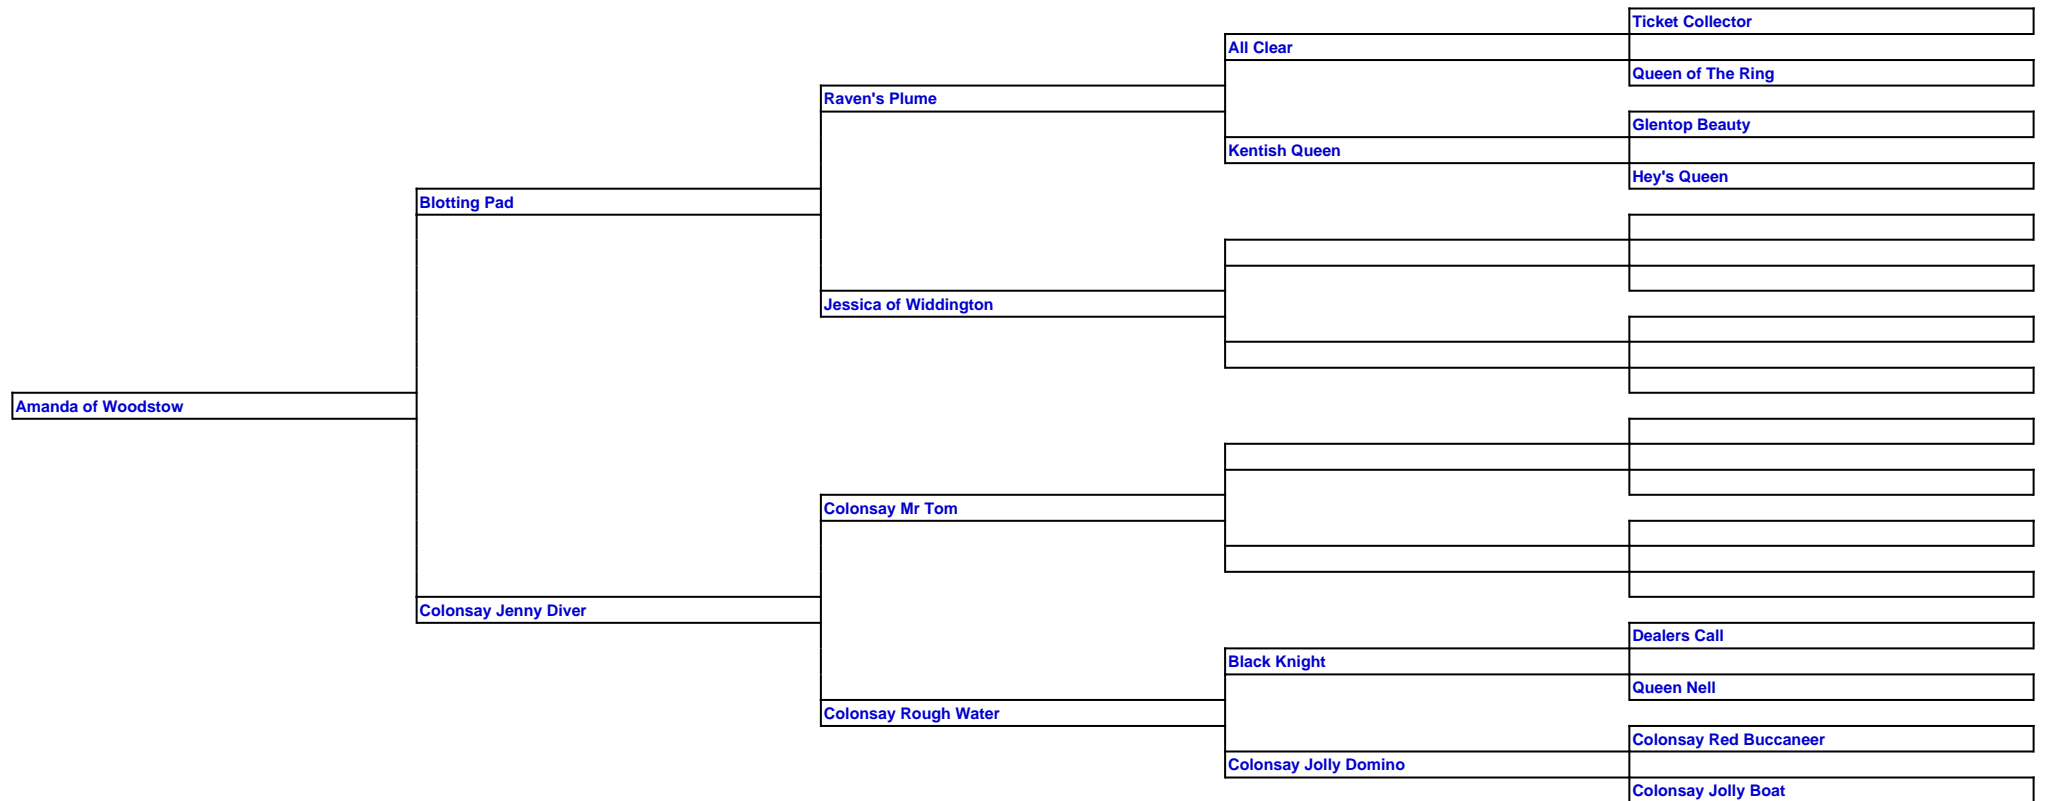 Ticket Collector
All Clear
Queen of The Ring
Raven's Plume
Glentop Beauty
Kentish Queen
Hey's Queen
Blotting Pad
Jessica of Widdington
Amanda of Woodstow
Colonsay Mr Tom
Colonsay Jenny Diver
Dealers Call
Black Knight
Queen Nell
Colonsay Rough Water
Colonsay Red Buccaneer
Colonsay Jolly Domino
Colonsay Jolly Boat